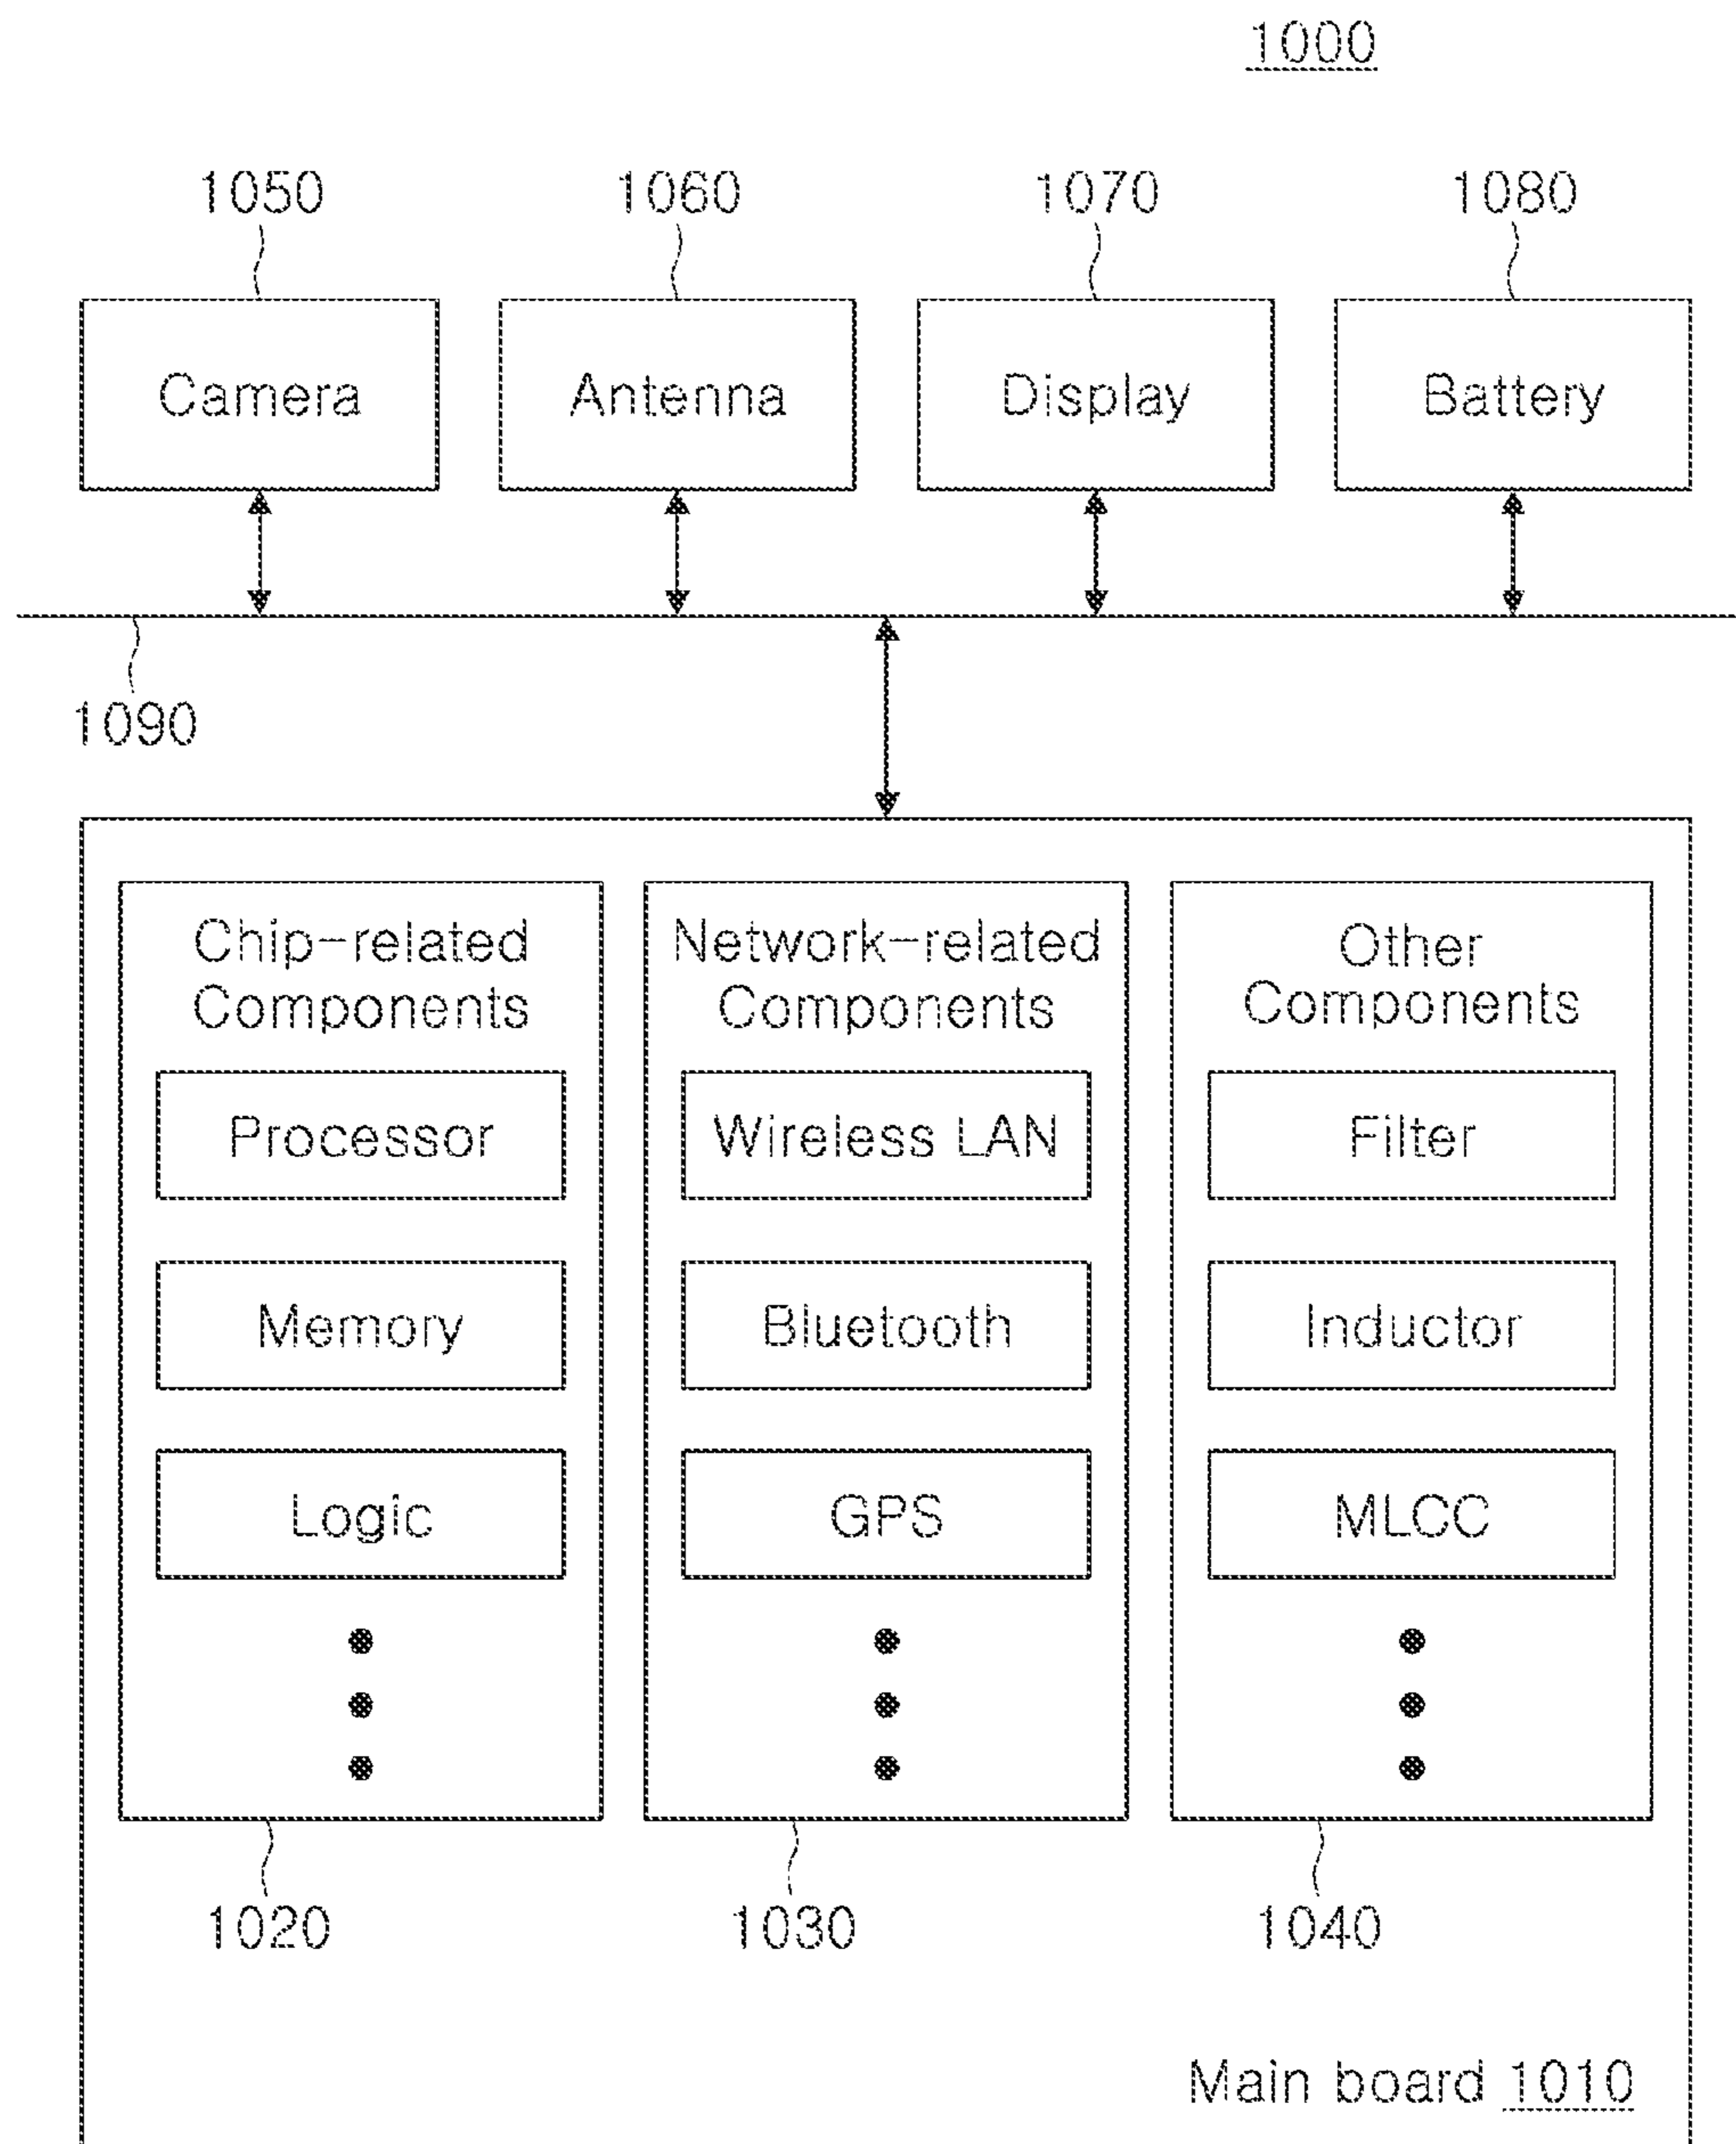 1000
1050 1060 1070 1080
Camera Antenna Display Battery
1090
Chip-related
Components
Processor
Memory
Logic
1020
Network-related
Components
Wireless LAN
Bluetooth
GPS
1030
Other
Components
Filter
Inductor
MLCC
1040
Main board 1010